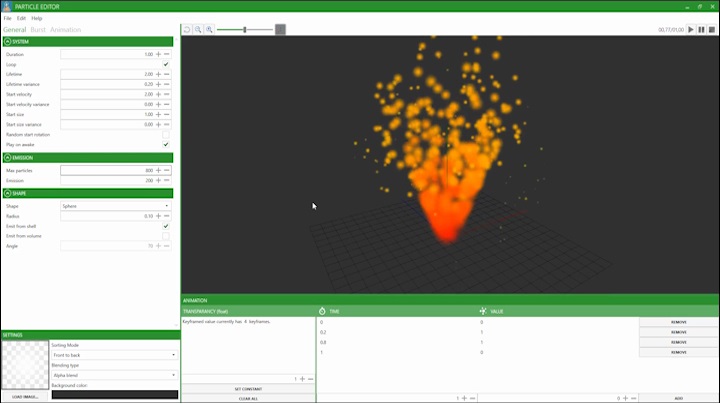 PARTICLE EDITOR
File Edit Help
General Burst Animation
SYSTEM
Duration 1.00
Loop
Lifetime 2.00
Lifetime variance 0.20
Start velocity 2.00
Start velocity variance 0.00
Start size 1.00
Start size variance 0.00
Random start rotation
Play on awake
EMISSION
Max particles 800
Emission 200
SHAPE
Shape Sphere
Radius 0.10
Emit from shell
Emit from volume
Angle 70
SETTINGS
Sorting Mode
Front to back
Blending type
Alpha blend
Background color
LOAD IMAGE...
00.77/01.00
ANIMATION
TRANSPARANCY (float) TIME VALUE
Keyframed value currently has 4 keyframes.
0 0 REMOVE
0.2 1 REMOVE
0.8 1 REMOVE
1 0 REMOVE
1
SET CONSTANT
CLEAR ALL 1 0 ADD